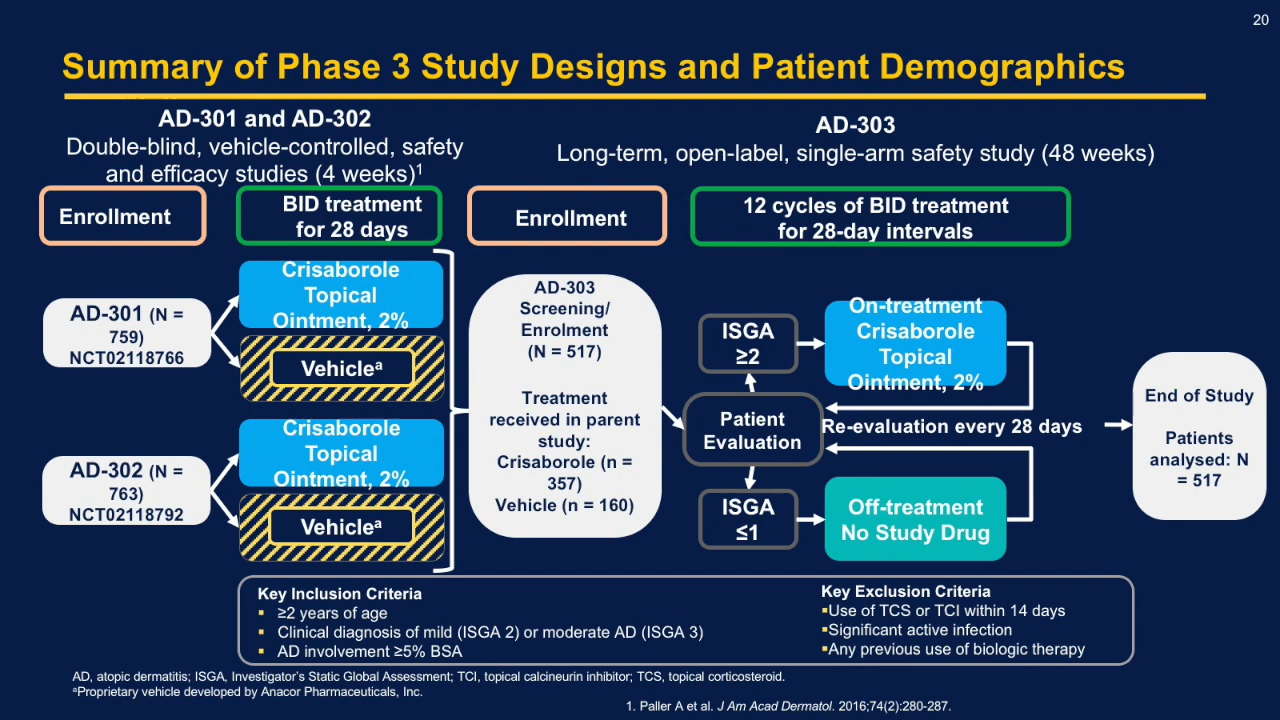 20
Summary of Phase 3 Study Designs and Patient Demographics
AD-301 and AD-302
Double-blind, vehicle-controlled, safety
and efficacy studies (4 weeks)¹
AD-303
Long-term, open-label, single-arm safety study (48 weeks)
Enrollment
BID treatment
for 28 days
Enrollment
12 cycles of BID treatment
for 28-day intervals
AD-301 (N =
759)
NCT02118766
Crisaborole
Topical
Ointment, 2%
Vehicleᵃ
AD-302 (N =
763)
NCT02118792
Crisaborole
Topical
Ointment, 2%
Vehicleᵃ
AD-303
Screening/
Enrolment
(N = 517)
Treatment
received in parent
study:
Crisaborole (n =
357)
Vehicle (n = 160)
ISGA
≥2
On-treatment
Crisaborole
Topical
Ointment, 2%
Patient
Evaluation
Re-evaluation every 28 days
ISGA
≤1
Off-treatment
No Study Drug
End of Study
Patients
analysed: N
= 517
Key Inclusion Criteria
▪ ≥2 years of age
▪ Clinical diagnosis of mild (ISGA 2) or moderate AD (ISGA 3)
▪ AD involvement ≥5% BSA
Key Exclusion Criteria
▪Use of TCS or TCI within 14 days
▪Significant active infection
▪Any previous use of biologic therapy
AD, atopic dermatitis; ISGA, Investigator's Static Global Assessment; TCI, topical calcineurin inhibitor; TCS, topical corticosteroid.
ᵃProprietary vehicle developed by Anacor Pharmaceuticals, Inc.
1. Paller A et al. J Am Acad Dermatol. 2016;74(2):280-287.